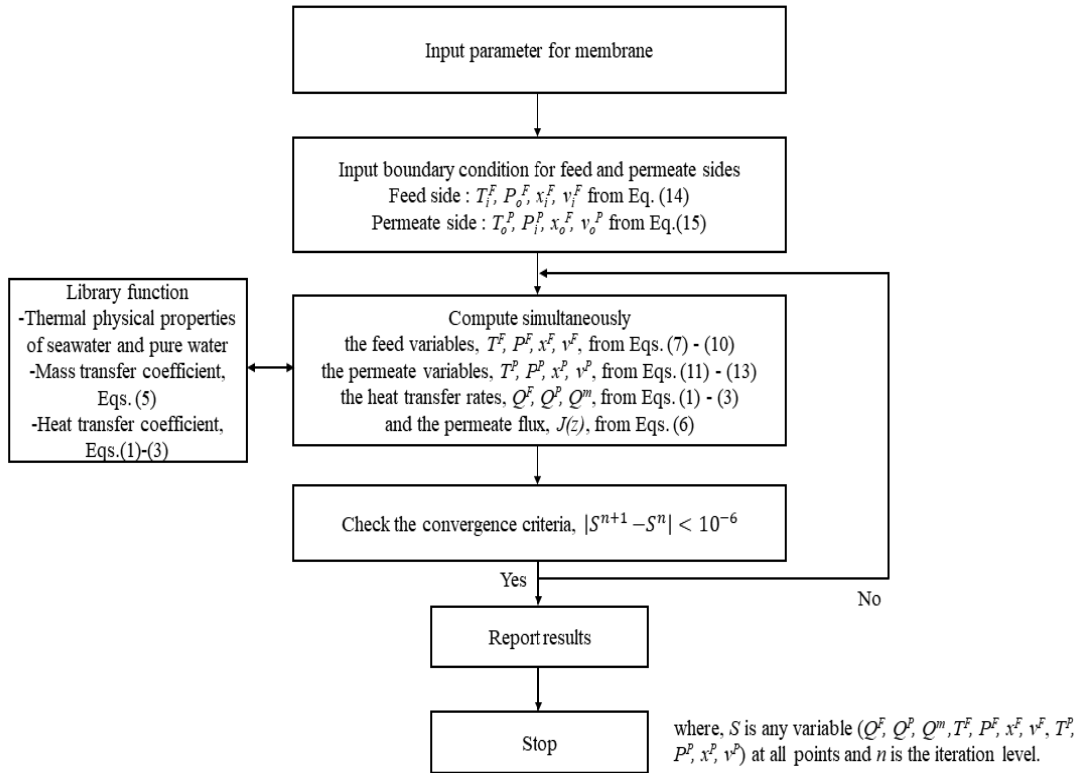 Input parameter for membrane
Input boundary condition for feed and permeate sides
Feed side : T_i^F, P_o^F, x_i^F, v_i^F from Eq. (14)
Permeate side : T_o^P, P_i^P, x_o^F, v_o^P from Eq.(15)
Library function
-Thermal physical properties
of seawater and pure water
-Mass transfer coefficient,
Eqs. (5)
-Heat transfer coefficient,
Eqs.(1)-(3)
Compute simultaneously
the feed variables, T^F, P^F, x^F, v^F, from Eqs. (7) - (10)
the permeate variables, T^P, P^P, x^P, v^P, from Eqs. (11) - (13)
the heat transfer rates, Q^F, Q^P, Q^m, from Eqs. (1) - (3)
and the permeate flux, J(z), from Eqs. (6)
Check the convergence criteria, |S^{n+1} – S^n| < 10^{−6}
Yes
No
Report results
Stop
where, S is any variable (Q^F, Q^P, Q^m ,T^F, P^F, x^F, v^F, T^P,
P^P, x^P, v^P) at all points and n is the iteration level.